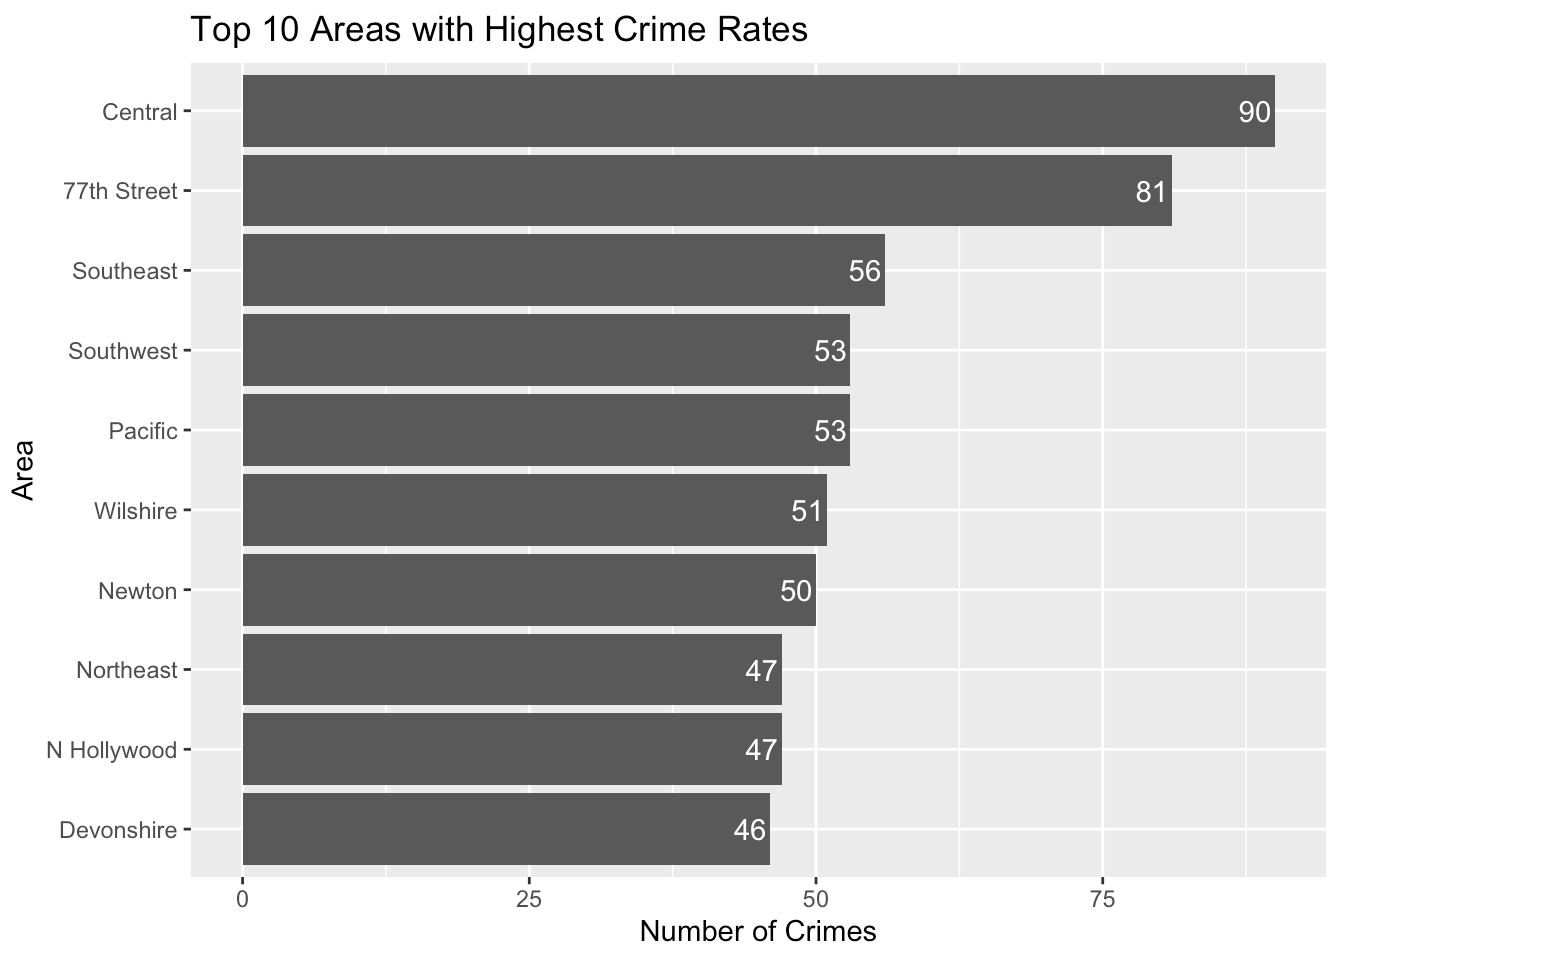 Top 10 Areas with Highest Crime Rates
Area
Central 90
77th Street 81
Southeast 56
Southwest 53
Pacific 53
Wilshire 51
Newton 50
Northeast 47
N Hollywood 47
Devonshire 46
0 25 50 75
Number of Crimes